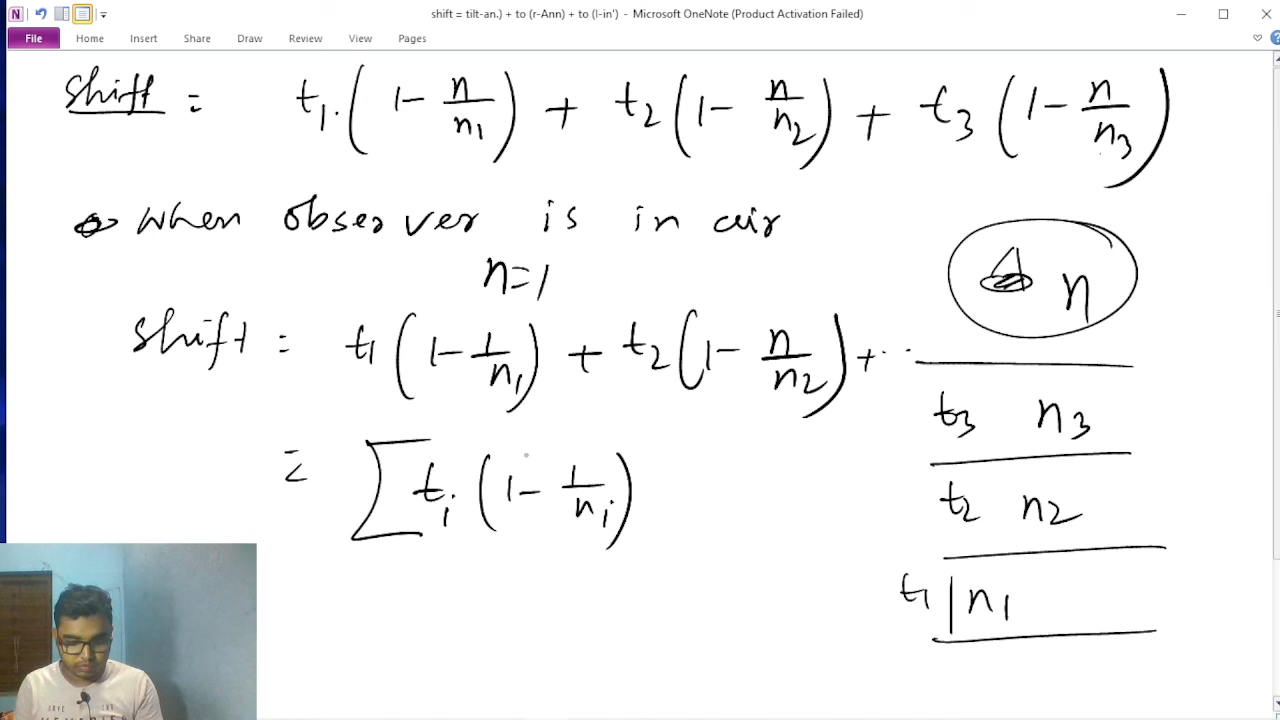 shift = tilt-an.) + to (r-Ann) + to (l-in') - Microsoft OneNote (Product Activation Failed)
File Home Insert Share Draw Review View Pages
Shift = t1. (1 - n/n1) + t2 (1 - n/n2) + t3 (1 - n/n3)
When observer is in air
n=1
n
Shift = t1 (1 - 1/n1) + t2 (1 - n/n2) + ...
t3 n3
= Σ ti (1 - 1/ni)
t2 n2
t1 n1